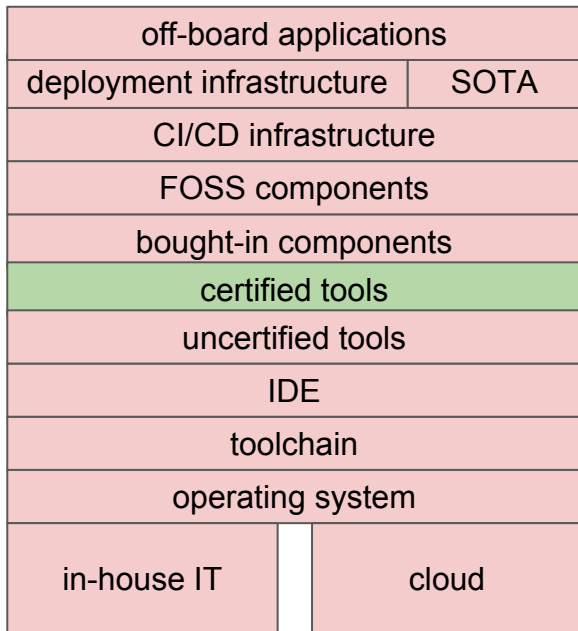 off-board applications
deployment infrastructure SOTA
CI/CD infrastructure
FOSS components
bought-in components
certified tools
uncertified tools
IDE
toolchain
operating system
in-house IT cloud